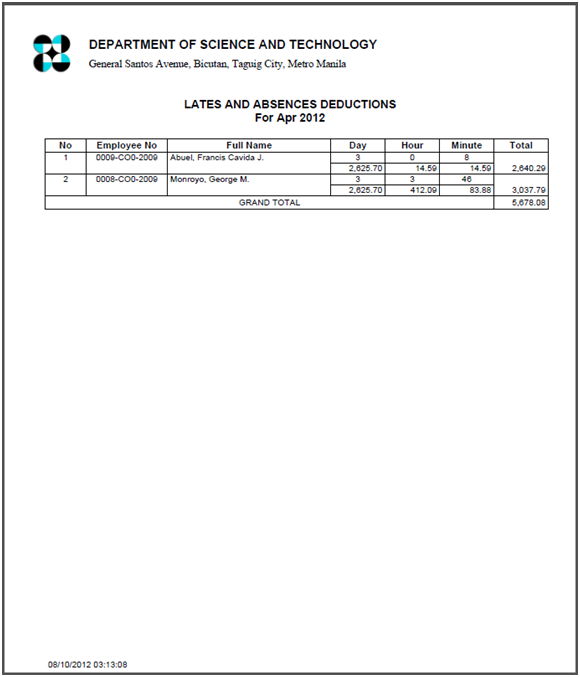 DEPARTMENT OF SCIENCE AND TECHNOLOGY
General Santos Avenue, Bicutan, Taguig City, Metro Manila
LATES AND ABSENCES DEDUCTIONS
For Apr 2012
No Employee No Full Name Day Hour Minute Total
1 0009-CO0-2009 Abuel, Francis Cavida J. 3 0 8
2,625.70 14.59 14.59 2,640.29
2 0008-CO0-2009 Monroyo, George M. 3 3 46
2,625.70 412.09 83.88 3,037.79
GRAND TOTAL 5,678.08
08/10/2012 03:13:08